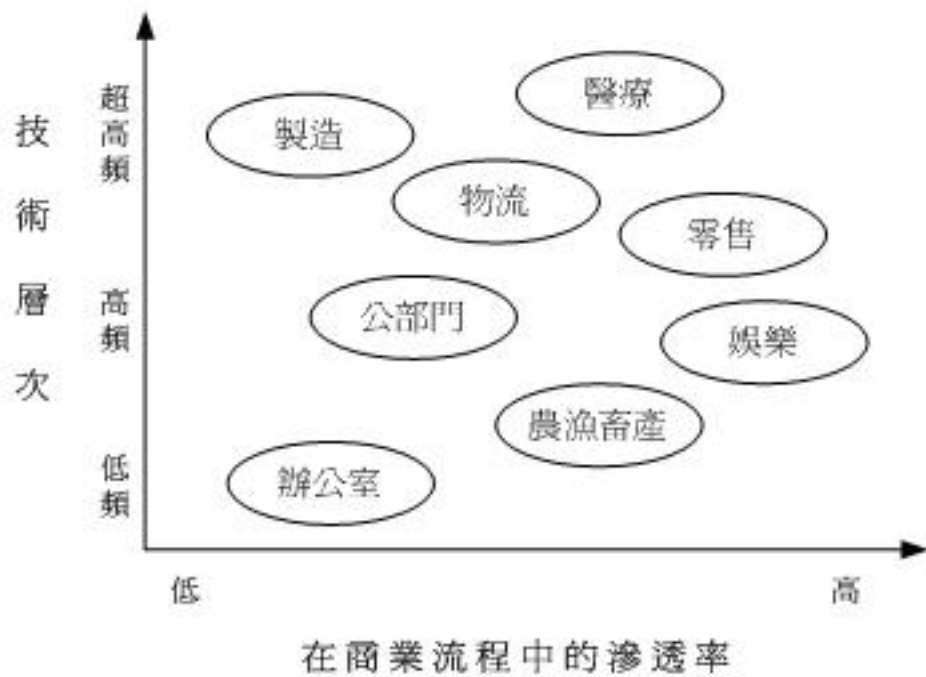 技術層次
超高頻
高頻
低頻
醫療
製造
物流
零售
公部門
娛樂
農漁畜產
辦公室
低
高
在商業流程中的滲透率